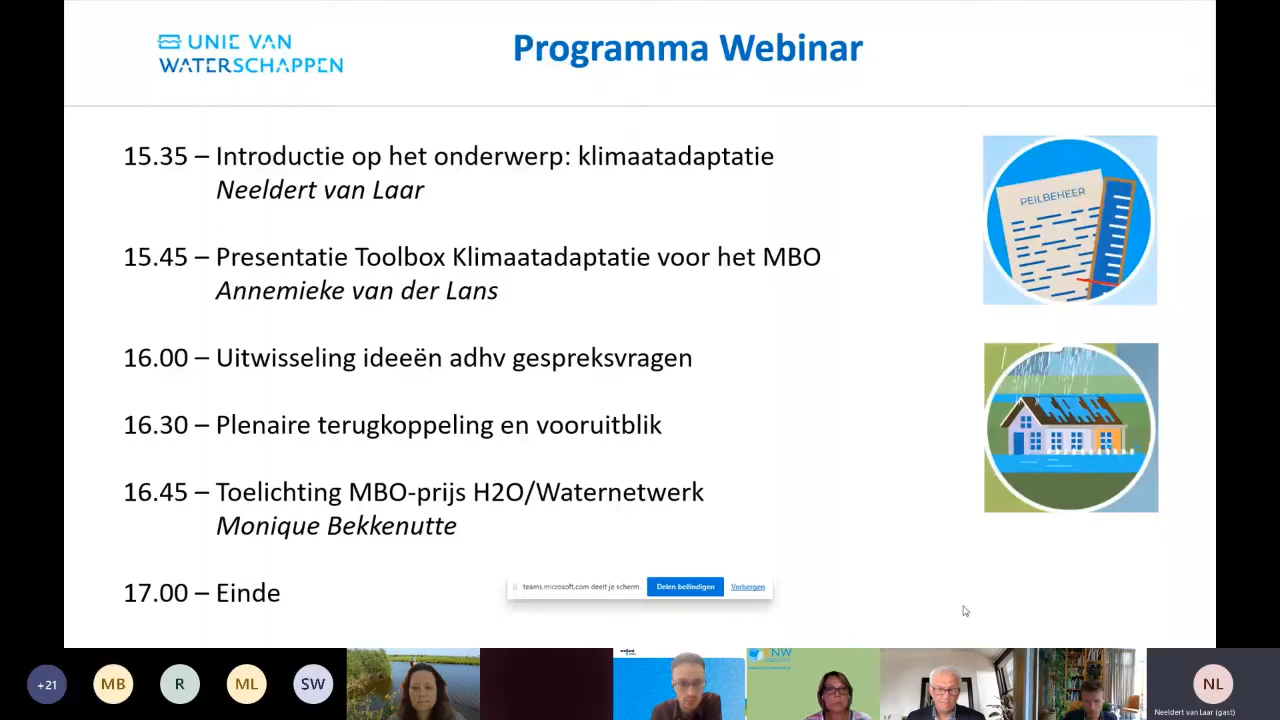 UNIE VAN
WATERSCHAPPEN
Programma Webinar
15.35 – Introductie op het onderwerp: klimaatadaptatie
Neeldert van Laar
15.45 – Presentatie Toolbox Klimaatadaptatie voor het MBO
Annemieke van der Lans
16.00 – Uitwisseling ideeën adhv gespreksvragen
16.30 – Plenaire terugkoppeling en vooruitblik
16.45 – Toelichting MBO-prijs H2O/Waternetwerk
Monique Bekkenutte
17.00 – Einde
PEILBEHEER
teams.microsoft.com deelt je scherm.
Delen beëindigen
Verbergen
+21
MB
R
ML
SW
KNW
NL
Neeldert van Laar (gast)